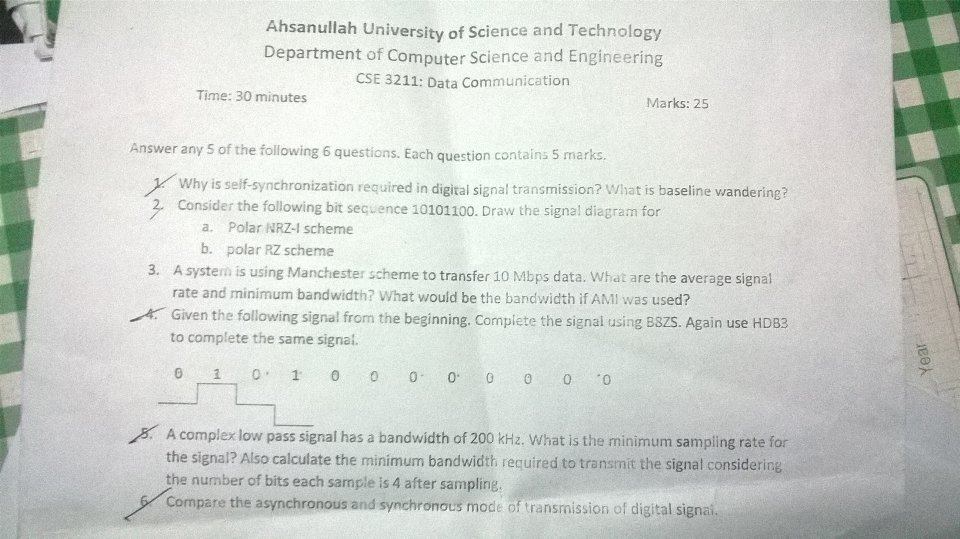 Ahsanullah University of Science and Technology
Department of Computer Science and Engineering
CSE 3211: Data Communication
Time: 30 minutes
Marks: 25
Answer any 5 of the following 6 questions. Each question contains 5 marks.
1. Why is self-synchronization required in digital signal transmission? What is baseline wandering?
2. Consider the following bit sequence 10101100. Draw the signal diagram for
a. Polar NRZ-I scheme
b. polar RZ scheme
3. A system is using Manchester scheme to transfer 10 Mbps data. What are the average signal
rate and minimum bandwidth? What would be the bandwidth if AMI was used?
4. Given the following signal from the beginning. Complete the signal using B8ZS. Again use HDB3
to complete the same signal.
0 1 0 1 0 0 0 0 0 0 0 0
5. A complex low pass signal has a bandwidth of 200 kHz. What is the minimum sampling rate for
the signal? Also calculate the minimum bandwidth required to transmit the signal considering
the number of bits each sample is 4 after sampling.
6. Compare the asynchronous and synchronous mode of transmission of digital signal.
Year